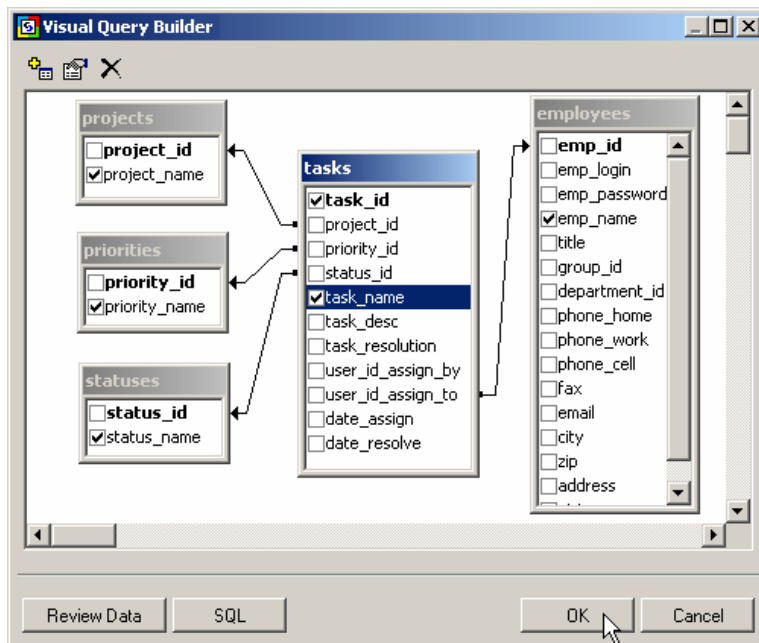 Visual Query Builder
projects
project_id
project_name
priorities
priority_id
priority_name
statuses
status_id
status_name
tasks
task_id
project_id
priority_id
status_id
task_name
task_desc
task_resolution
user_id_assign_by
user_id_assign_to
date_assign
date_resolve
employees
emp_id
emp_login
emp_password
emp_name
title
group_id
department_id
phone_home
phone_work
phone_cell
fax
email
city
zip
address
Review Data
SQL
OK
Cancel